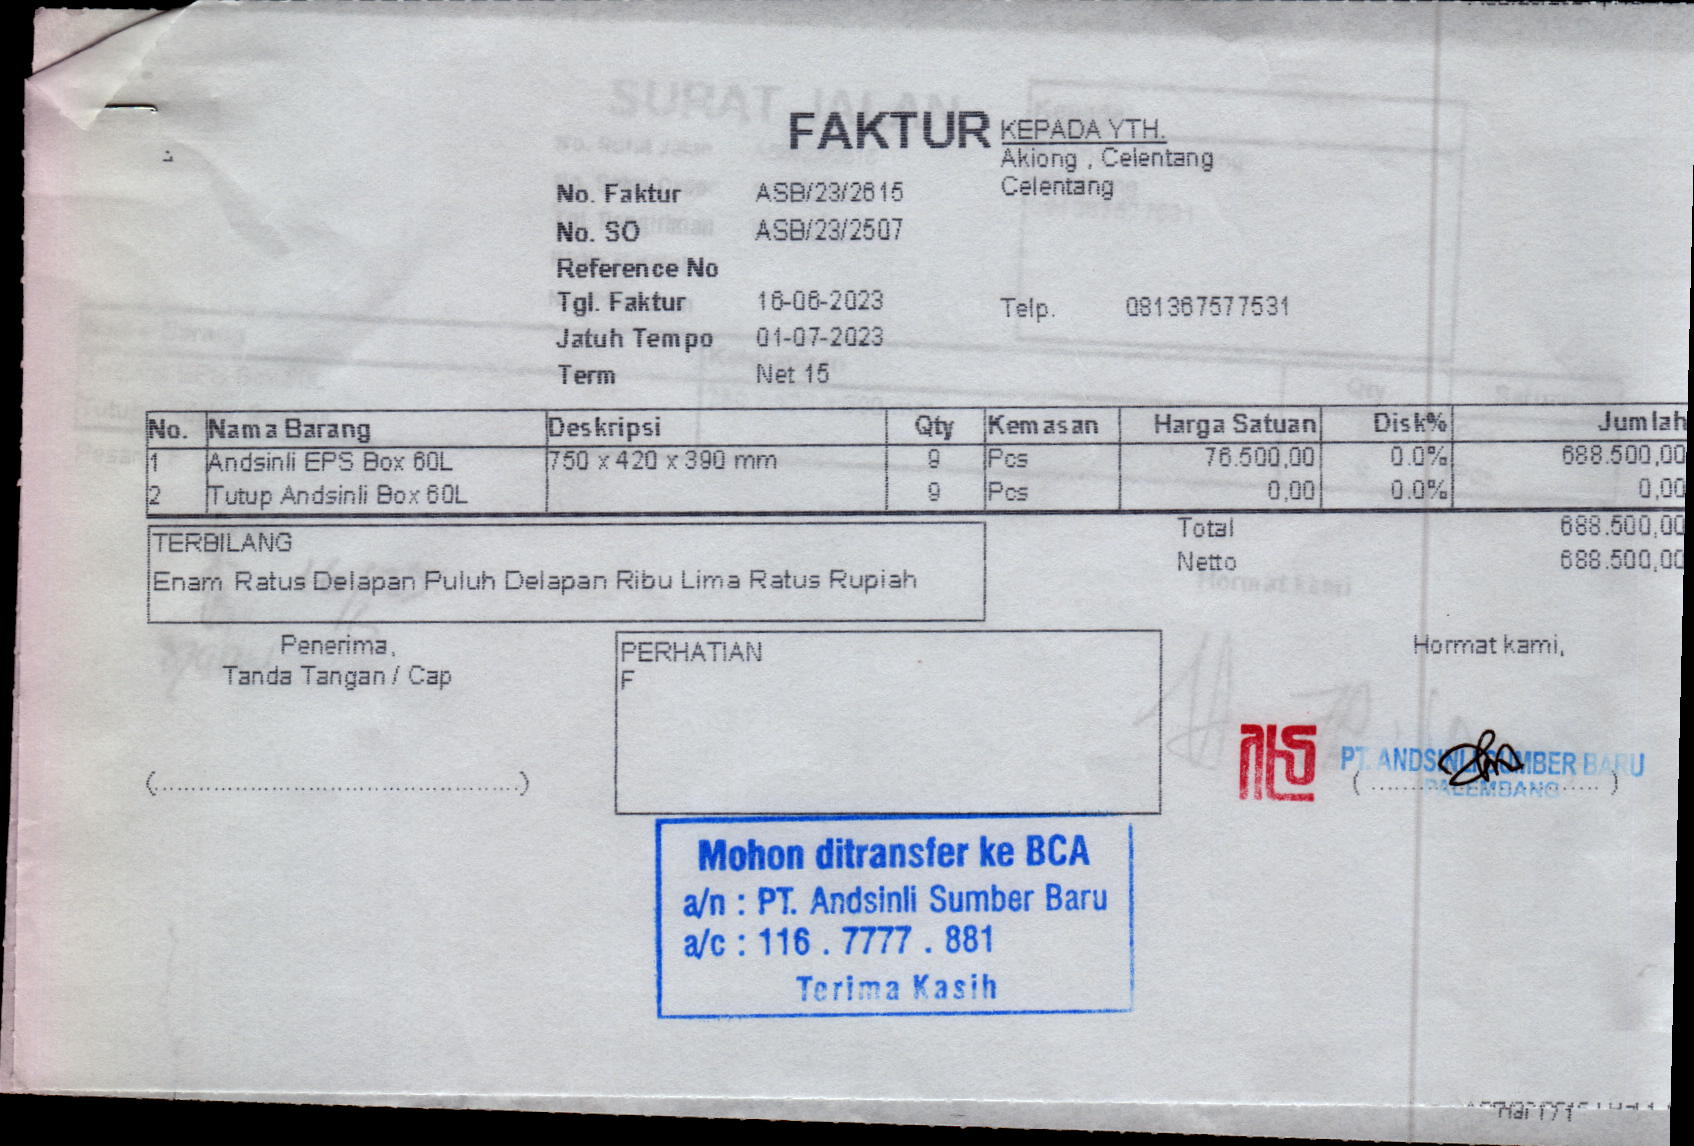 FAKTUR
KEPADA YTH.
Akiong , Celentang
Celentang
No. Faktur ASB/23/2615
No. SO ASB/23/2507
Reference No
Tgl. Faktur 16-06-2023
Telp. 081367577531
Jatuh Tempo 01-07-2023
Term Net 15
No. Nama Barang Deskripsi Qty Kemasan Harga Satuan Disk% Jumlah
1 Andsinli EPS Box 60L 750 x 420 x 390 mm 9 Pcs 76.500,00 0.0% 688.500,00
2 Tutup Andsinli Box 60L 9 Pcs 0,00 0.0% 0,00
Total 688.500,00
Netto 688.500,00
TERBILANG
Enam Ratus Delapan Puluh Delapan Ribu Lima Ratus Rupiah
Penerima,
Tanda Tangan / Cap
(..................................................)
PERHATIAN
F
Hormat kami,
PT. ANDSINLI SUMBER BARU
PALEMBANG
Mohon ditransfer ke BCA
a/n : PT. Andsinli Sumber Baru
a/c : 116 . 7777 . 881
Terima Kasih
SURAT JALAN